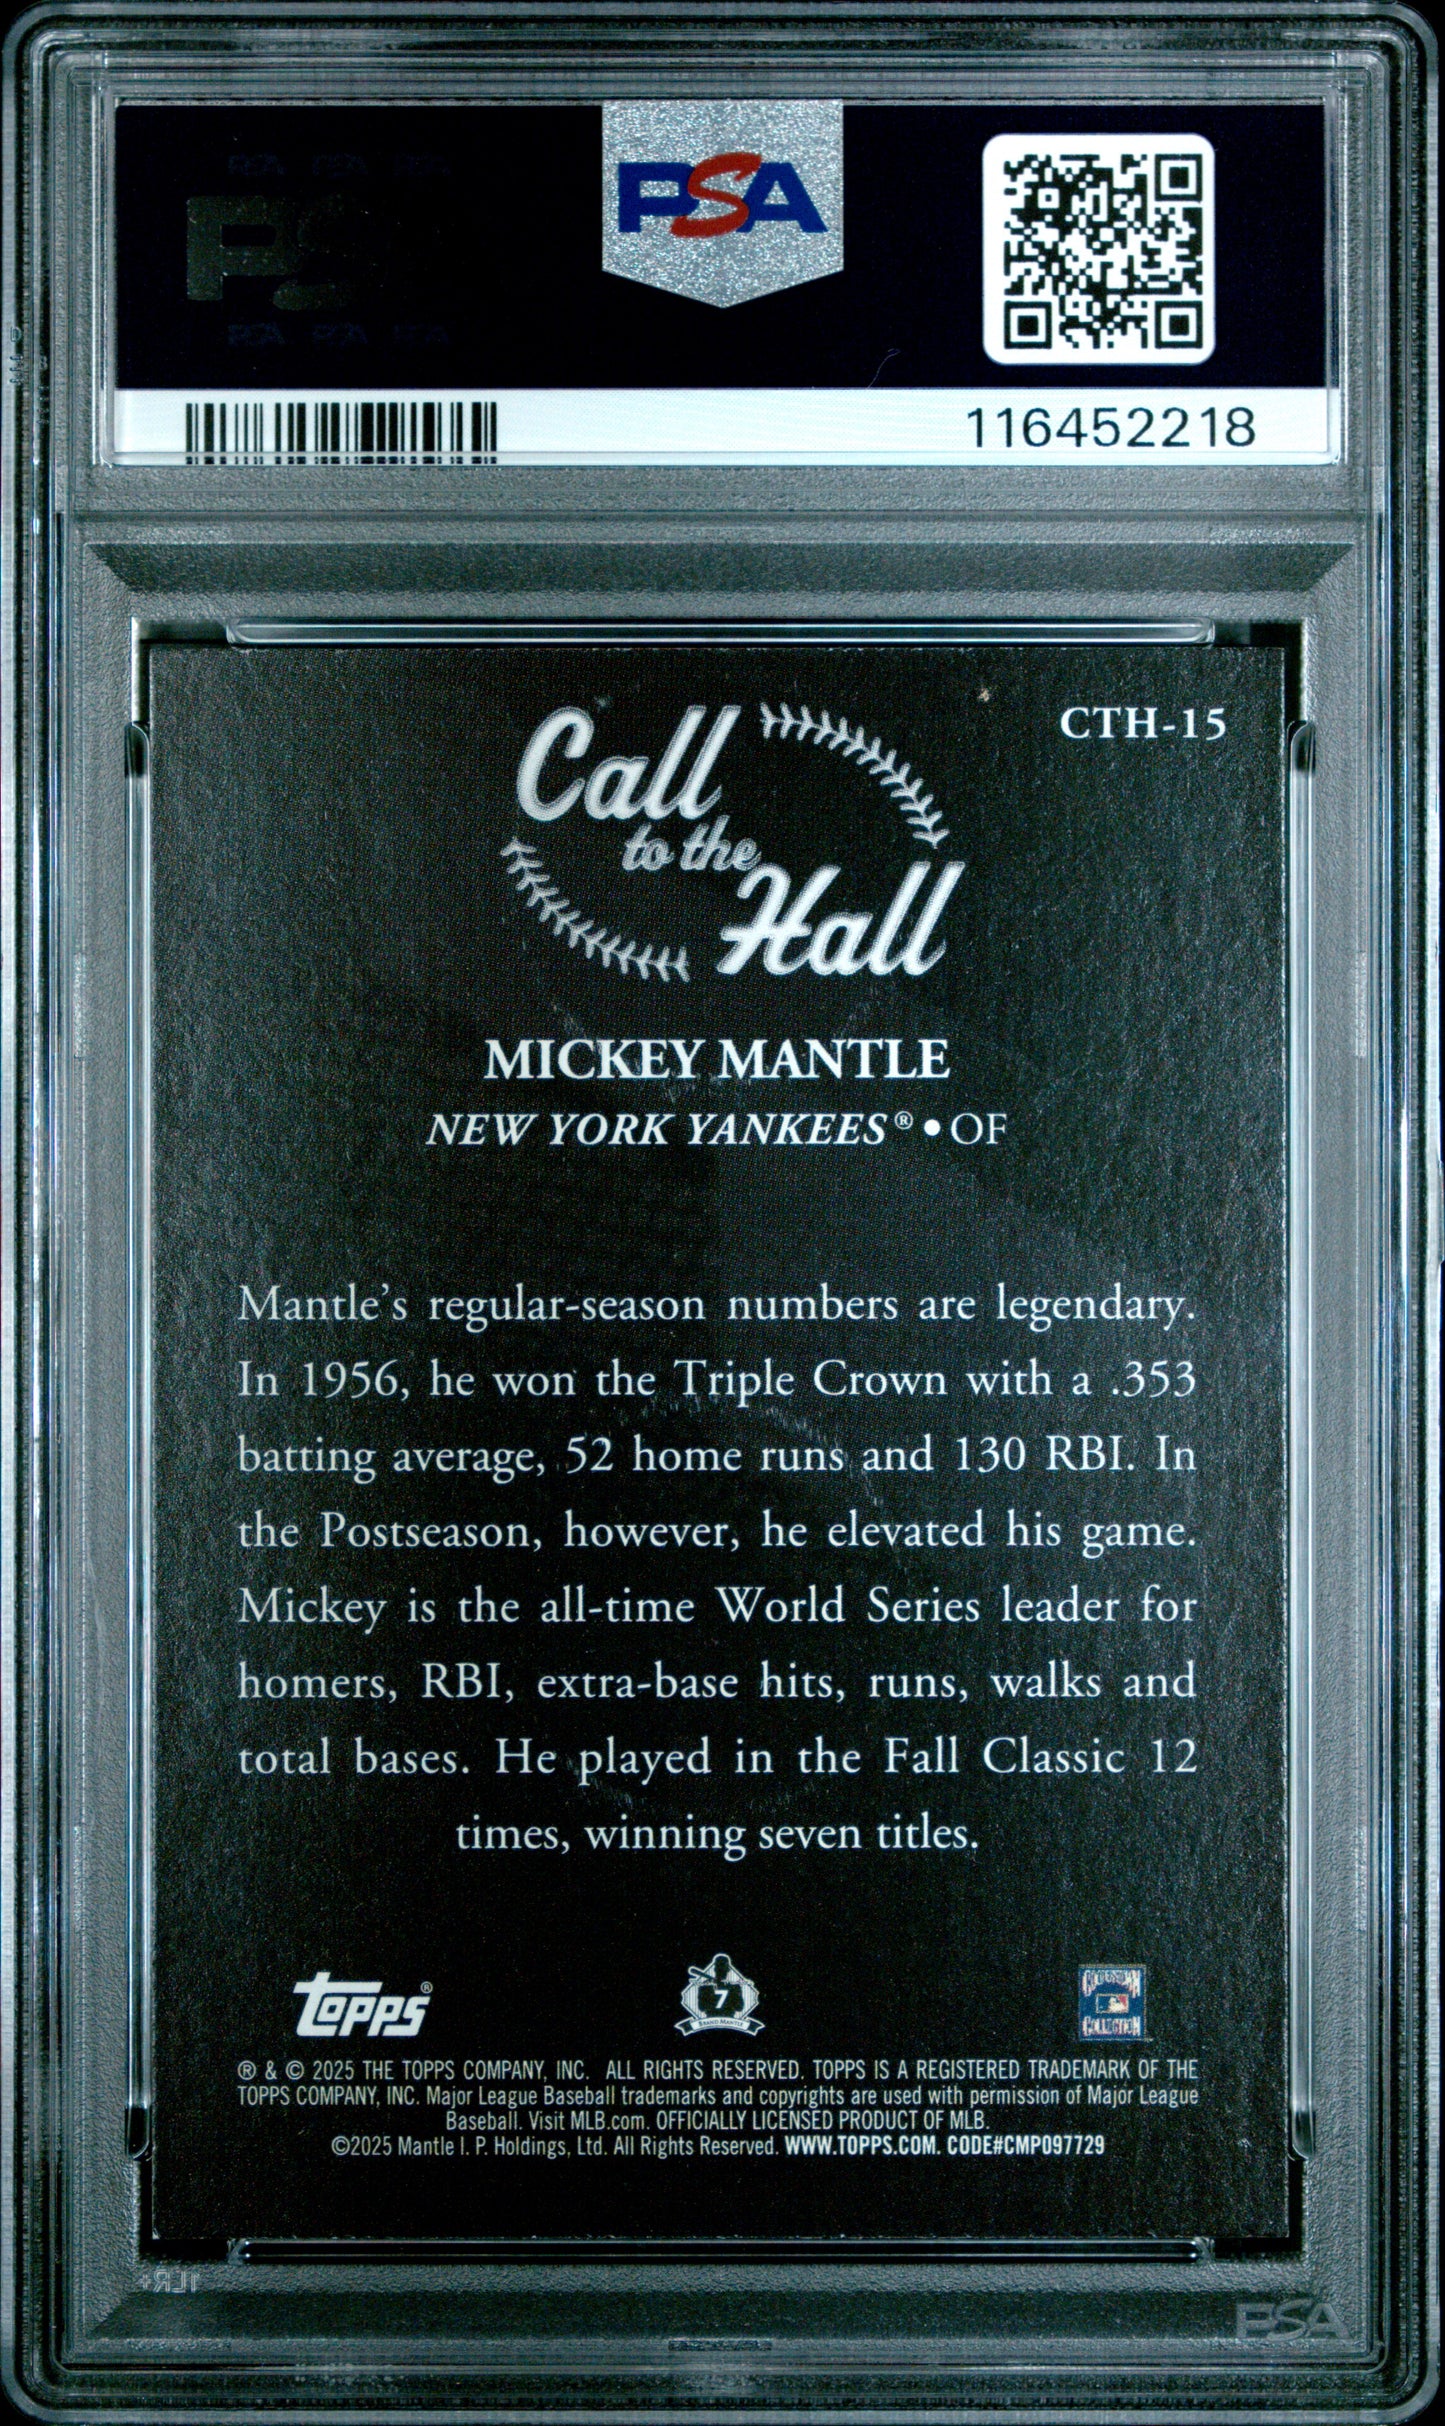 PSA
116452218
CTH-15
Call
to the
Hall
MICKEY MANTLE
NEW YORK YANKEES® • OF
Mantle's regular-season numbers are legendary.
In 1956, he won the Triple Crown with a .353
batting average, 52 home runs and 130 RBI. In
the Postseason, however, he elevated his game.
Mickey is the all-time World Series leader for
homers, RBI, extra-base hits, runs, walks and
total bases. He played in the Fall Classic 12
times, winning seven titles.
topps®
7
BRAND MANTLE
COOPERSTOWN
COLLECTION
® & © 2025 THE TOPPS COMPANY, INC. ALL RIGHTS RESERVED. TOPPS IS A REGISTERED TRADEMARK OF THE
TOPPS COMPANY, INC. Major League Baseball trademarks and copyrights are used with permission of Major League
Baseball. Visit MLB.com. OFFICIALLY LICENSED PRODUCT OF MLB.
©2025 Mantle I. P. Holdings, Ltd. All Rights Reserved. WWW.TOPPS.COM. CODE#CMP097729
PSA